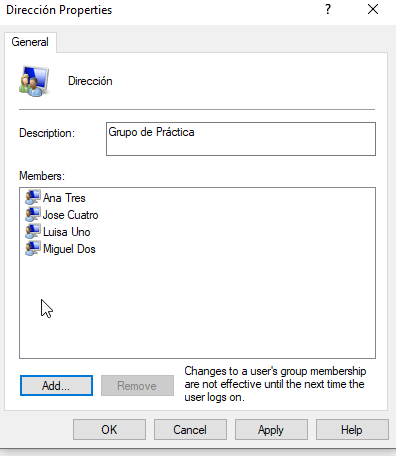 Dirección Properties
?
General
Dirección
Description:
Grupo de Práctica
Members:
Ana Tres
Jose Cuatro
Luisa Uno
Miguel Dos
Add...
Remove
Changes to a user's group membership
are not effective until the next time the
user logs on.
OK
Cancel
Apply
Help